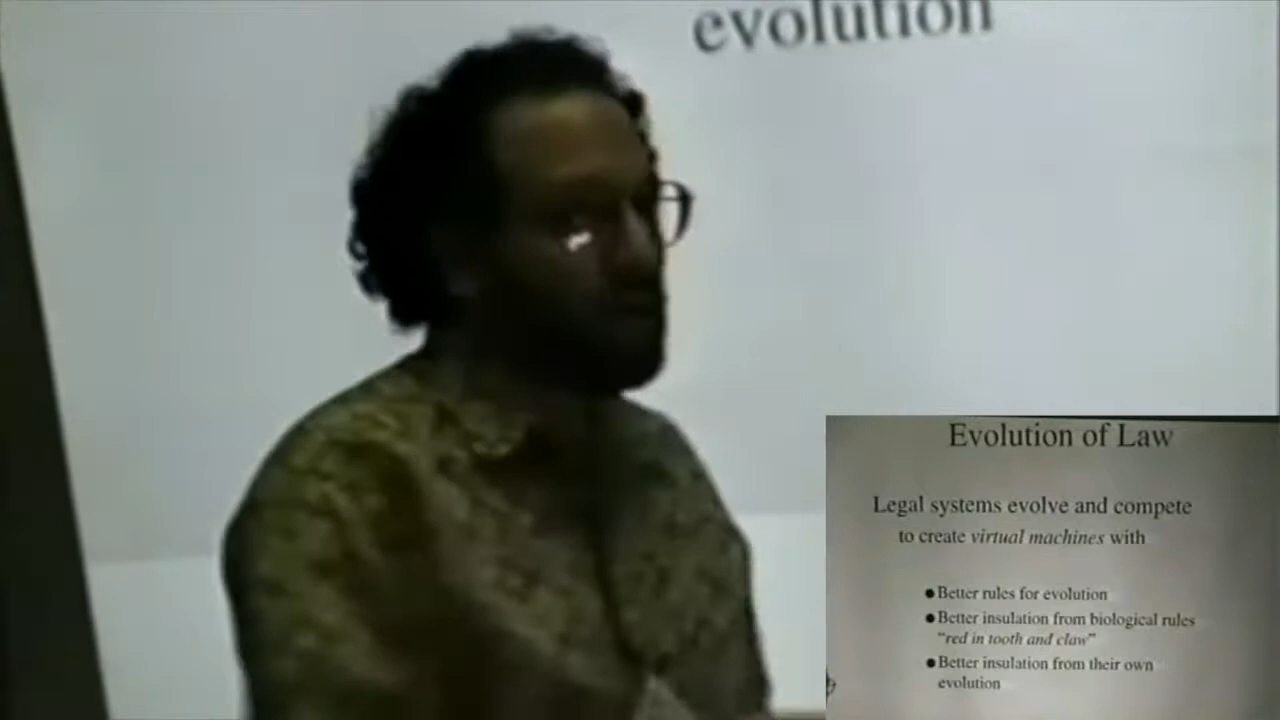 evolution
Evolution of Law
Legal systems evolve and compete
to create virtual machines with
● Better rules for evolution
● Better insulation from biological rules
"red in tooth and claw"
● Better insulation from their own
evolution